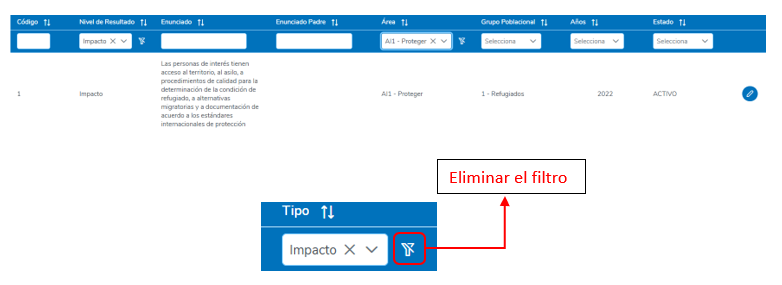 Código Nivel de Resultado Enunciado Enunciado Padre Área Grupo Poblacional Años Estado
Impacto AI1 - Proteger Selecciona Selecciona Selecciona
Las personas de interés tienen
acceso al territorio, al asilo, a
procedimientos de calidad para la
determinación de la condición de
refugiado, a alternativas
migratorias y a documentación de
acuerdo a los estándares
internacionales de protección
1 Impacto AI1 - Proteger 1 - Refugiados 2022 ACTIVO
Eliminar el filtro
Tipo
Impacto